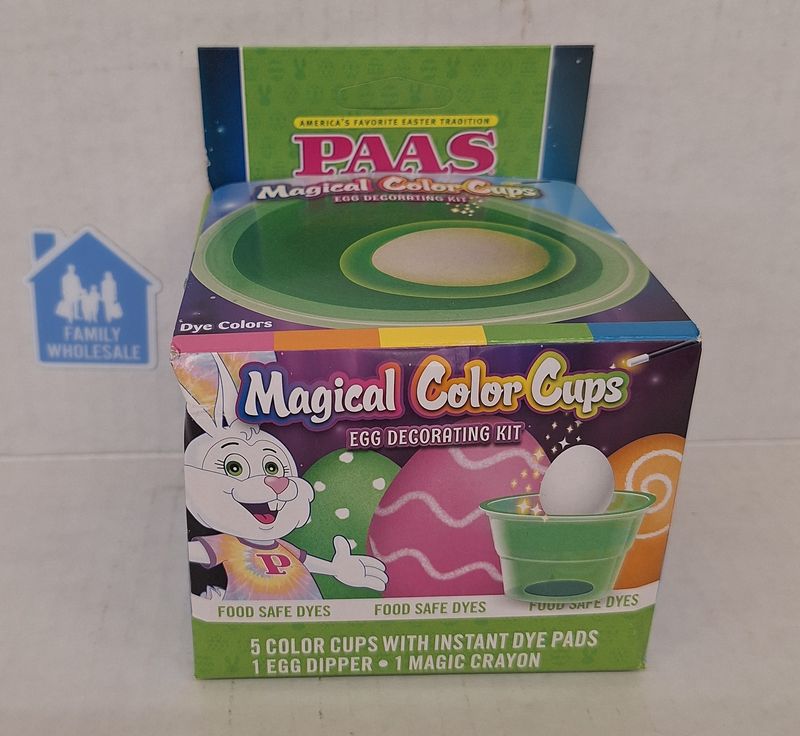 AMERICA'S FAVORITE EASTER TRADITION
PAAS
Magical Color Cups
EGG DECORATING KIT
Dye Colors
FAMILY
WHOLESALE
Magical Color Cups
EGG DECORATING KIT
P
FOOD SAFE DYES FOOD SAFE DYES FOOD SAFE DYES
5 COLOR CUPS WITH INSTANT DYE PADS
1 EGG DIPPER • 1 MAGIC CRAYON